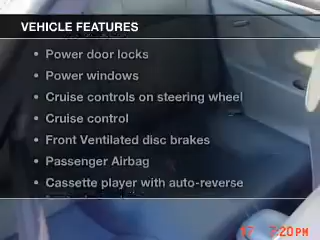 VEHICLE FEATURES
• Power door locks
• Power windows
• Cruise controls on steering wheel
• Cruise control
• Front Ventilated disc brakes
• Passenger Airbag
• Cassette player with auto-reverse
7:20PM